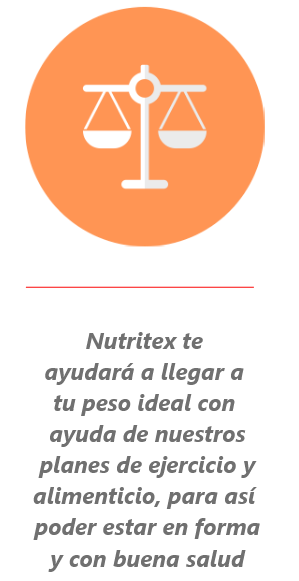 Nutritex te
ayudará a llegar a
tu peso ideal con
ayuda de nuestros
planes de ejercicio y
alimenticio, para así
poder estar en forma
y con buena salud